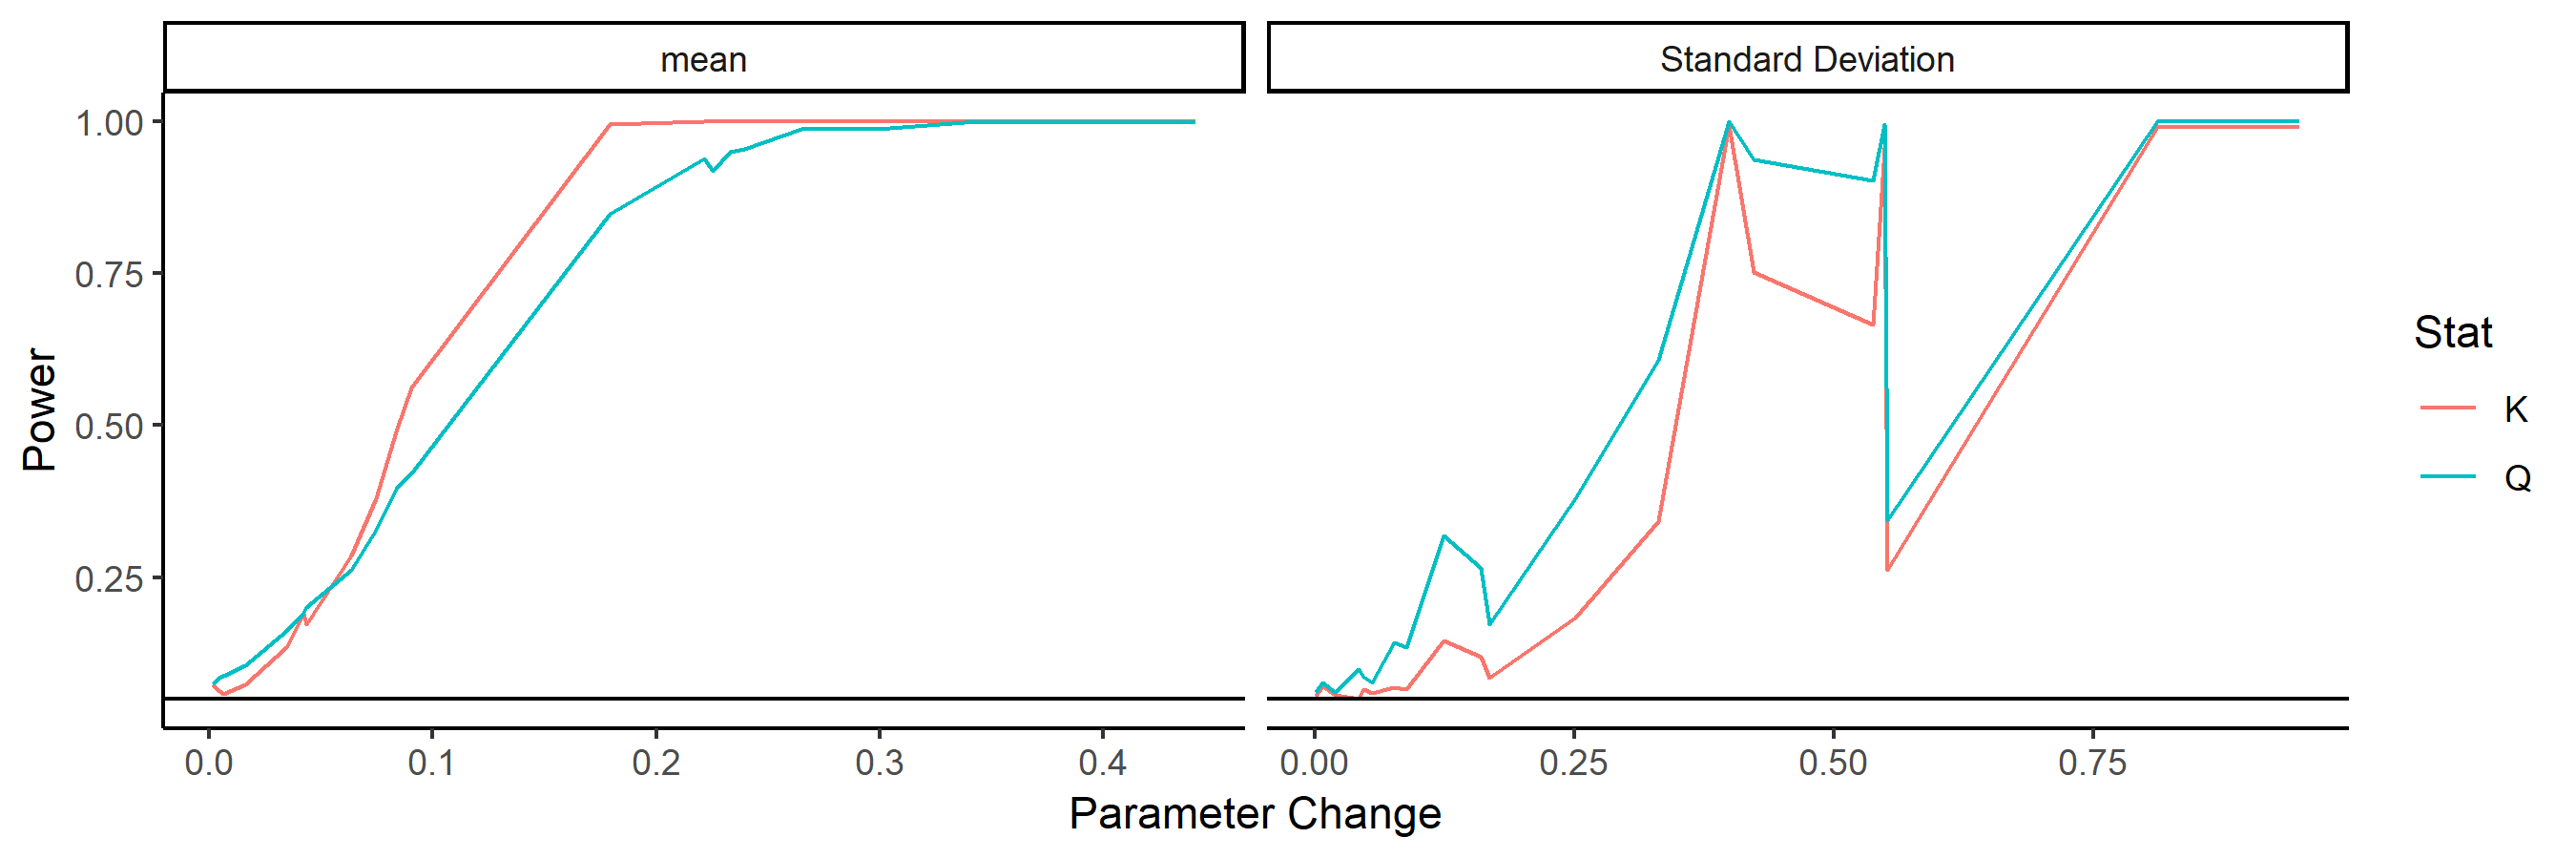 mean
Standard Deviation
1.00
0.75
0.50
0.25
Power
0.0 0.1 0.2 0.3 0.4
0.00 0.25 0.50 0.75
Parameter Change
Stat
K
Q